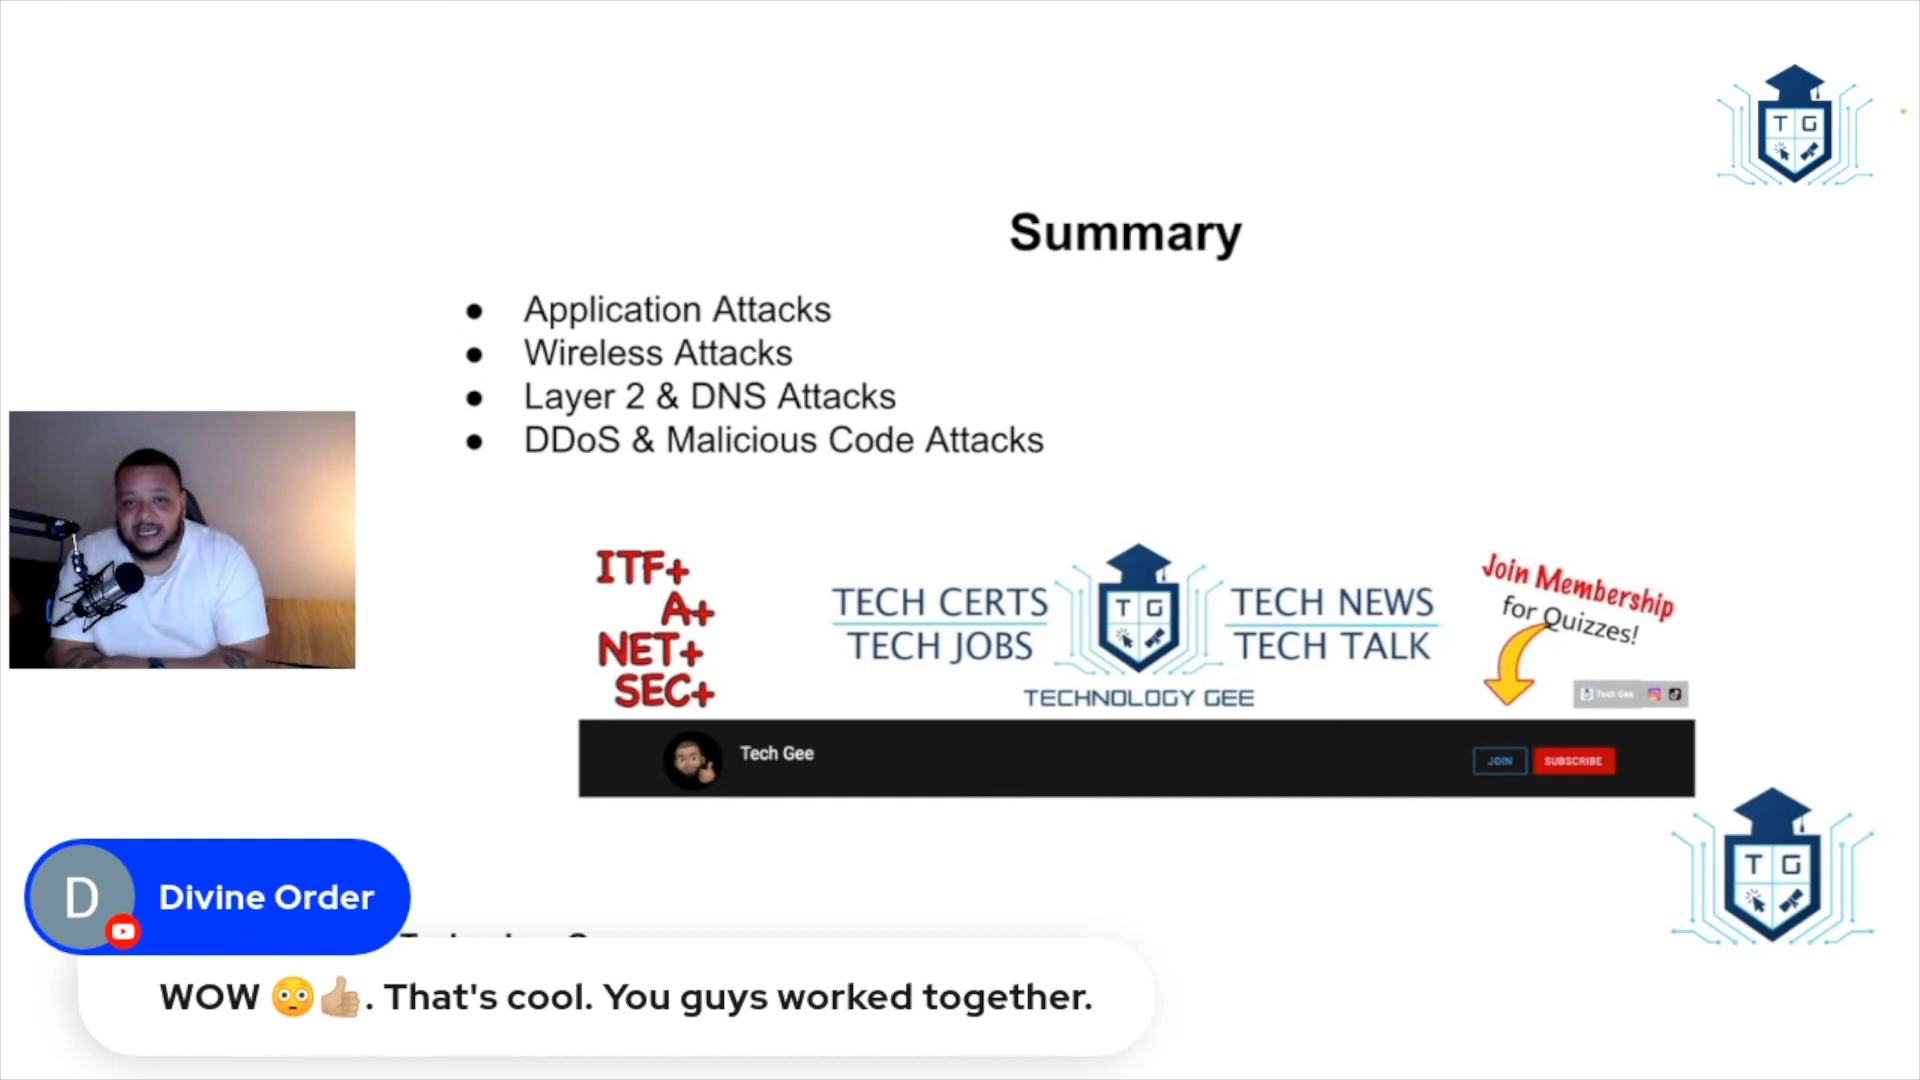 T G
Summary
● Application Attacks
● Wireless Attacks
● Layer 2 & DNS Attacks
● DDoS & Malicious Code Attacks
ITF+
A+
NET+
SEC+
TECH CERTS
TECH JOBS
T G
TECH NEWS
TECH TALK
TECHNOLOGY GEE
Join Membership
for Quizzes!
Tech Gee
Tech Gee
JOIN
SUBSCRIBE
T G
D
Divine Order
WOW 😳👍🏼. That's cool. You guys worked together.